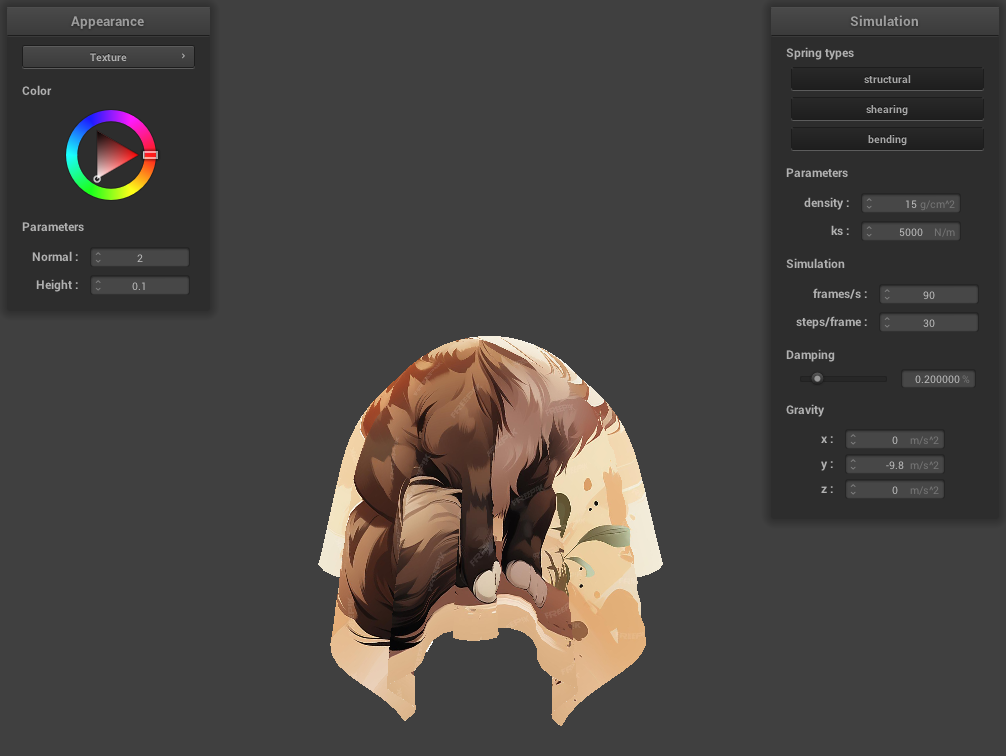 Appearance
Texture
Color
Parameters
Normal :
2
Height :
0.1
Simulation
Spring types
structural
shearing
bending
Parameters
density :
15 g/cm^2
ks :
5000 N/m
Simulation
frames/s :
90
steps/frame :
30
Damping
0.200000 %
Gravity
x :
0 m/s^2
y :
-9.8 m/s^2
z :
0 m/s^2